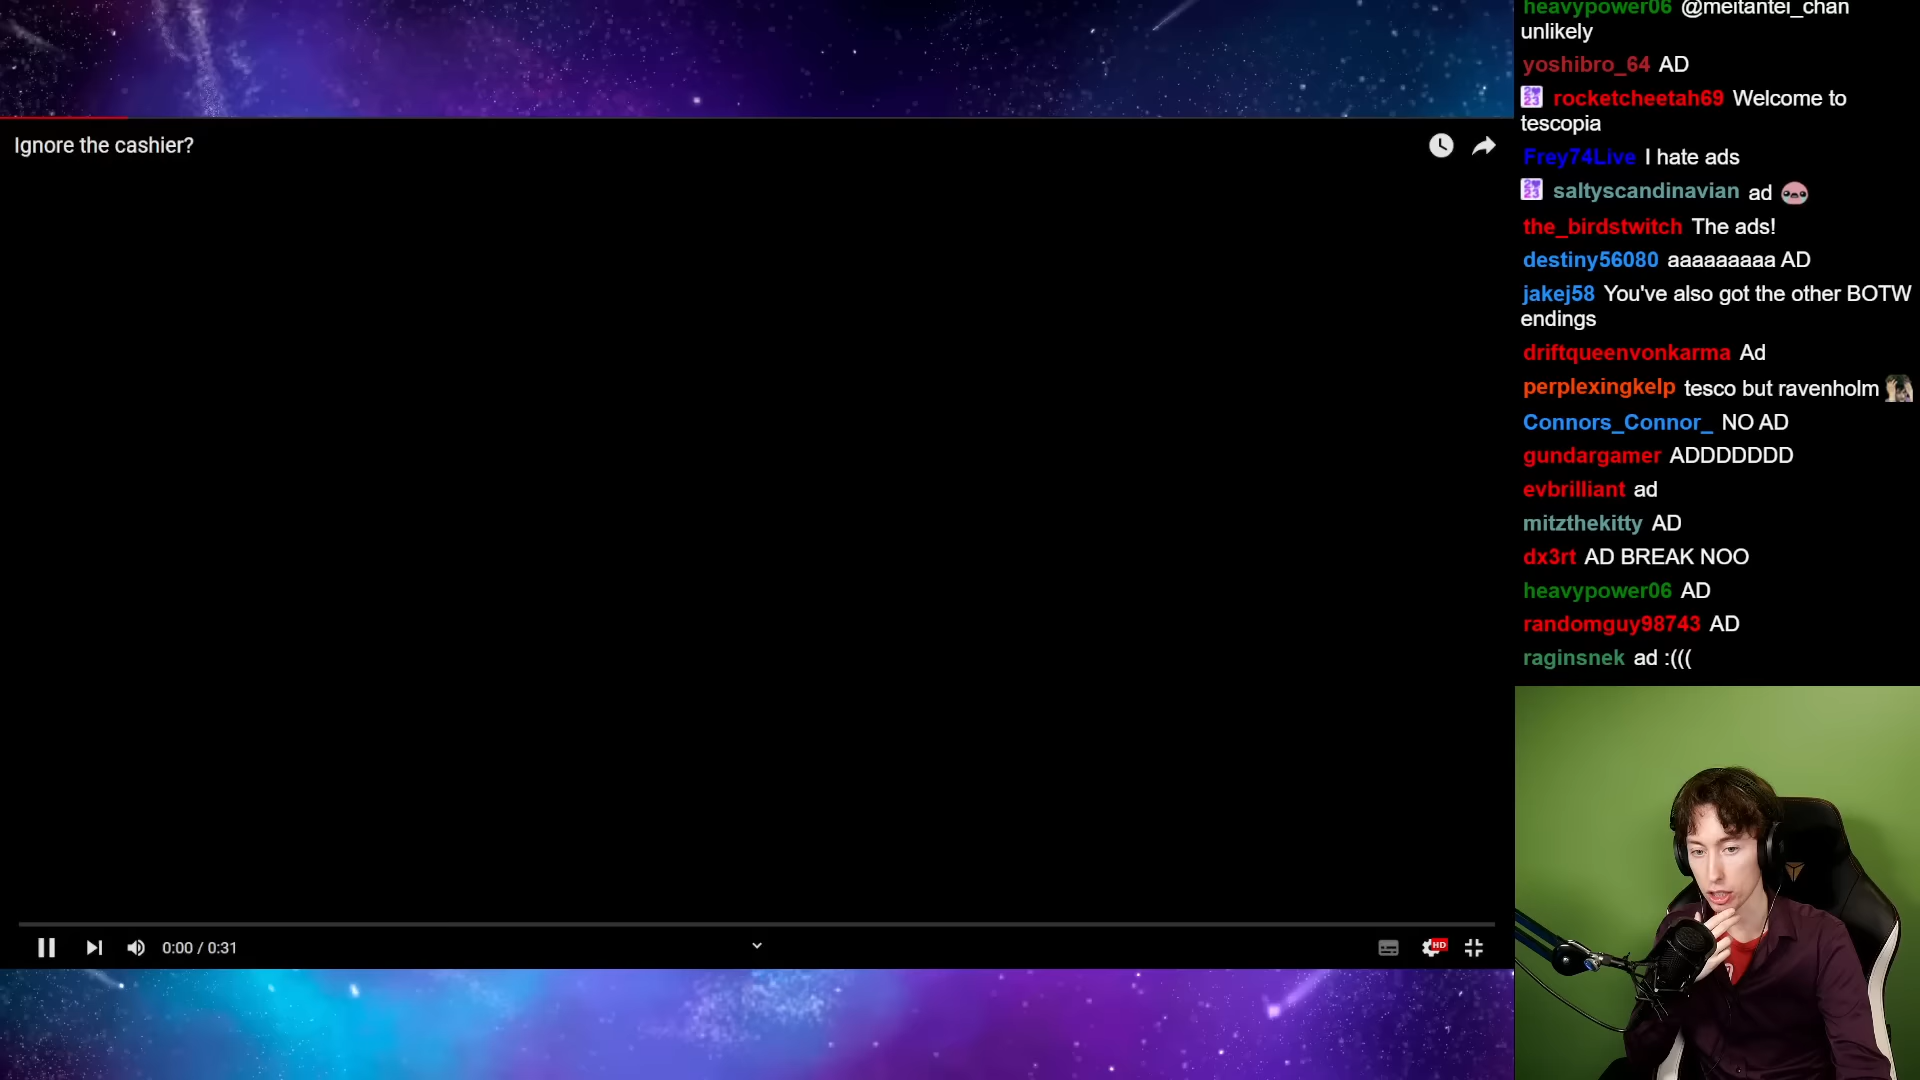 Ignore the cashier?
0:00 / 0:31
HD
heavypower06 @meitantei_chan
unlikely
yoshibro_64 AD
rocketcheetah69 Welcome to
tescopia
Frey74Live I hate ads
saltyscandinavian ad
the_birdstwitch The ads!
destiny56080 aaaaaaaaa AD
jakej58 You've also got the other BOTW
endings
driftqueenvonkarma Ad
perplexingkelp tesco but ravenholm
Connors_Connor_ NO AD
gundargamer ADDDDDDD
evbrilliant ad
mitzthekitty AD
dx3rt AD BREAK NOO
heavypower06 AD
randomguy98743 AD
raginsnek ad :(((